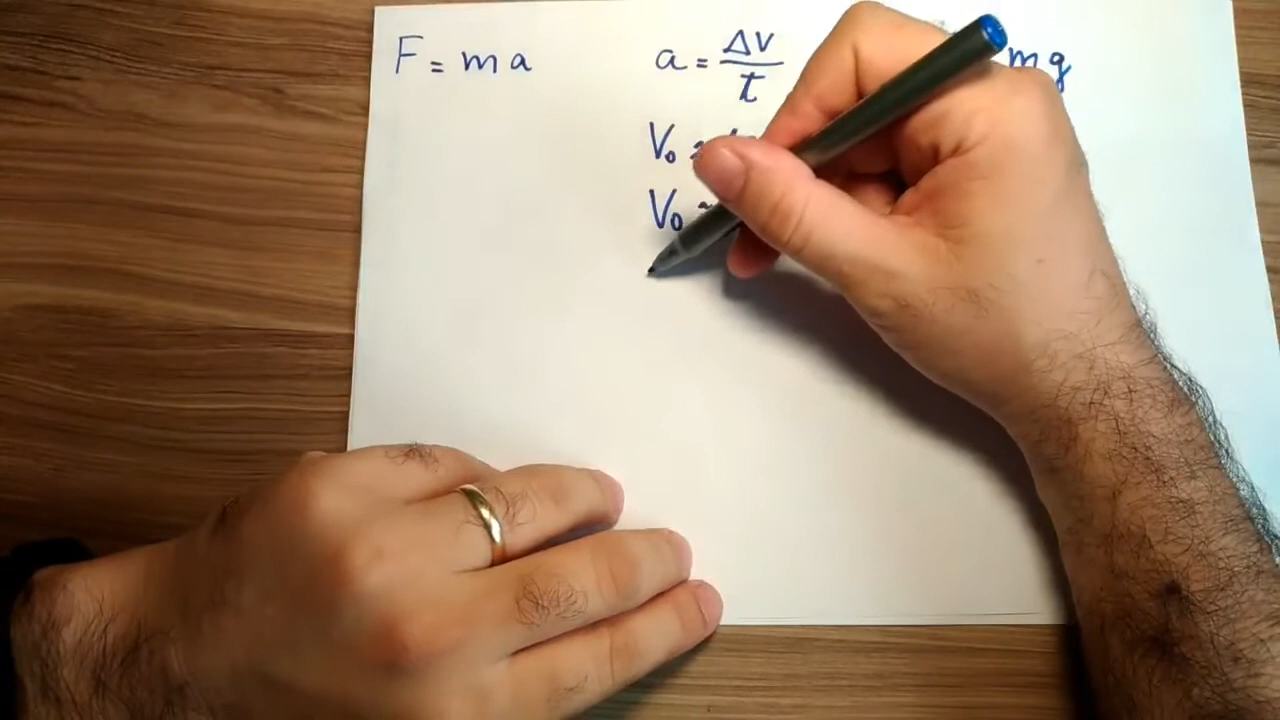 F = ma a = Δv/t mg
V₀ =
V₀